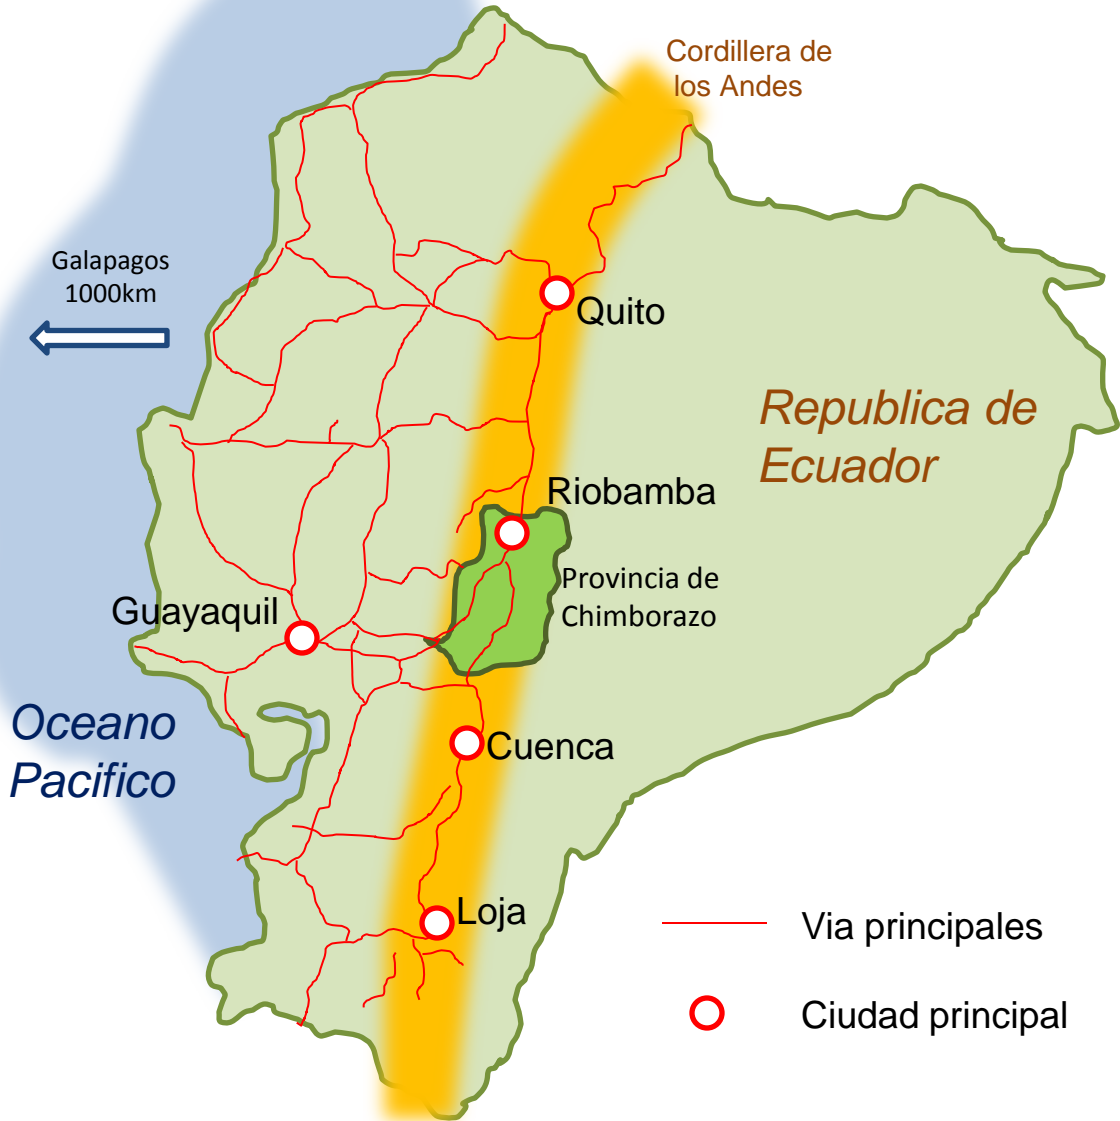 Cordillera de
los Andes
Galapagos
1000km
Quito
Republica de
Ecuador
Riobamba
Provincia de
Chimborazo
Guayaquil
Oceano
Pacifico
Cuenca
Loja
Via principales
Ciudad principal